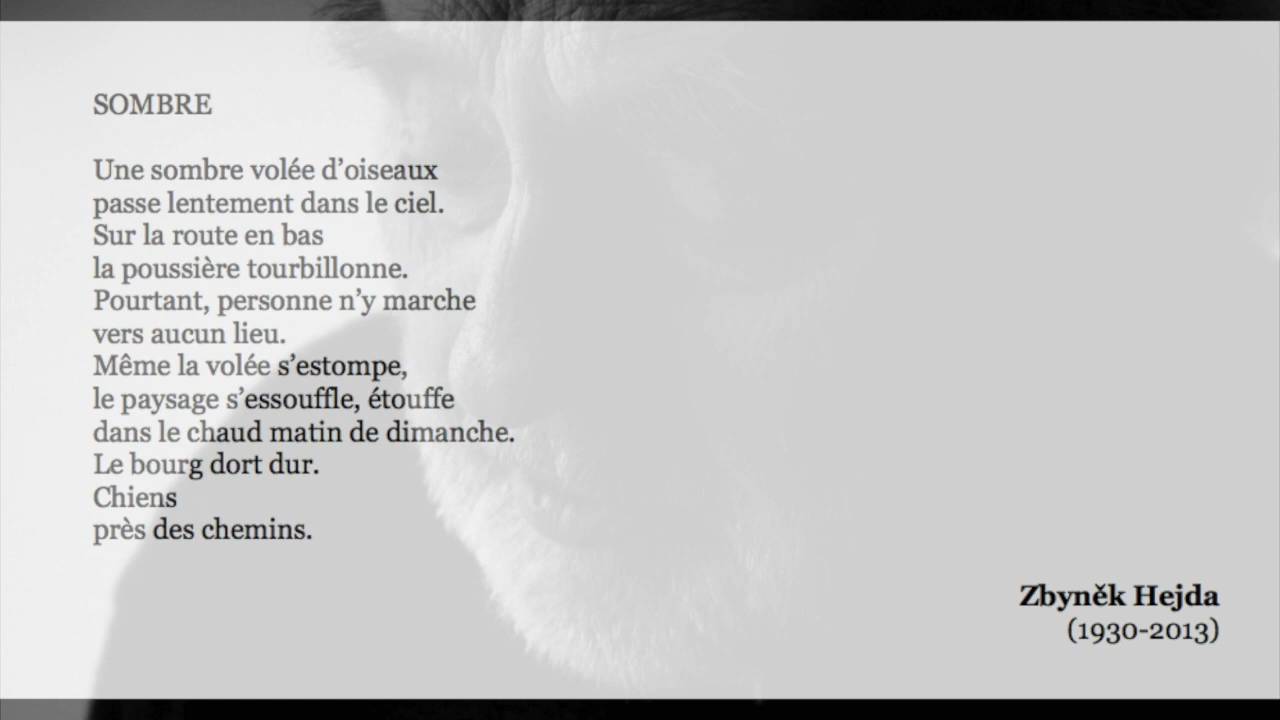 SOMBRE
Une sombre volée d’oiseaux
passe lentement dans le ciel.
Sur la route en bas
la poussière tourbillonne.
Pourtant, personne n’y marche
vers aucun lieu.
Même la volée s’estompe,
le paysage s’essouffle, étouffe
dans le chaud matin de dimanche.
Le bourg dort dur.
Chiens
près des chemins.
Zbyněk Hejda
(1930-2013)